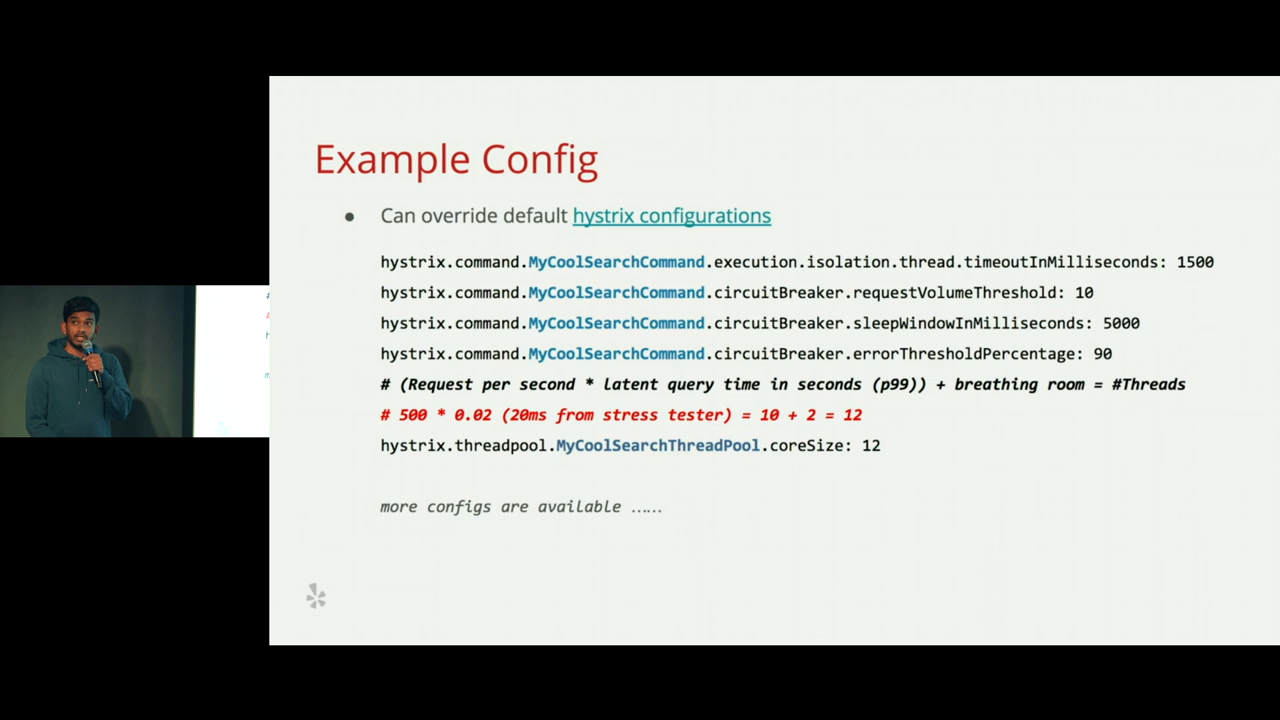 Example Config
● Can override default hystrix configurations
hystrix.command.MyCoolSearchCommand.execution.isolation.thread.timeoutInMilliseconds: 1500
hystrix.command.MyCoolSearchCommand.circuitBreaker.requestVolumeThreshold: 10
hystrix.command.MyCoolSearchCommand.circuitBreaker.sleepWindowInMilliseconds: 5000
hystrix.command.MyCoolSearchCommand.circuitBreaker.errorThresholdPercentage: 90
# (Request per second * latent query time in seconds (p99)) + breathing room = #Threads
# 500 * 0.02 (20ms from stress tester) = 10 + 2 = 12
hystrix.threadpool.MyCoolSearchThreadPool.coreSize: 12
more configs are available ……